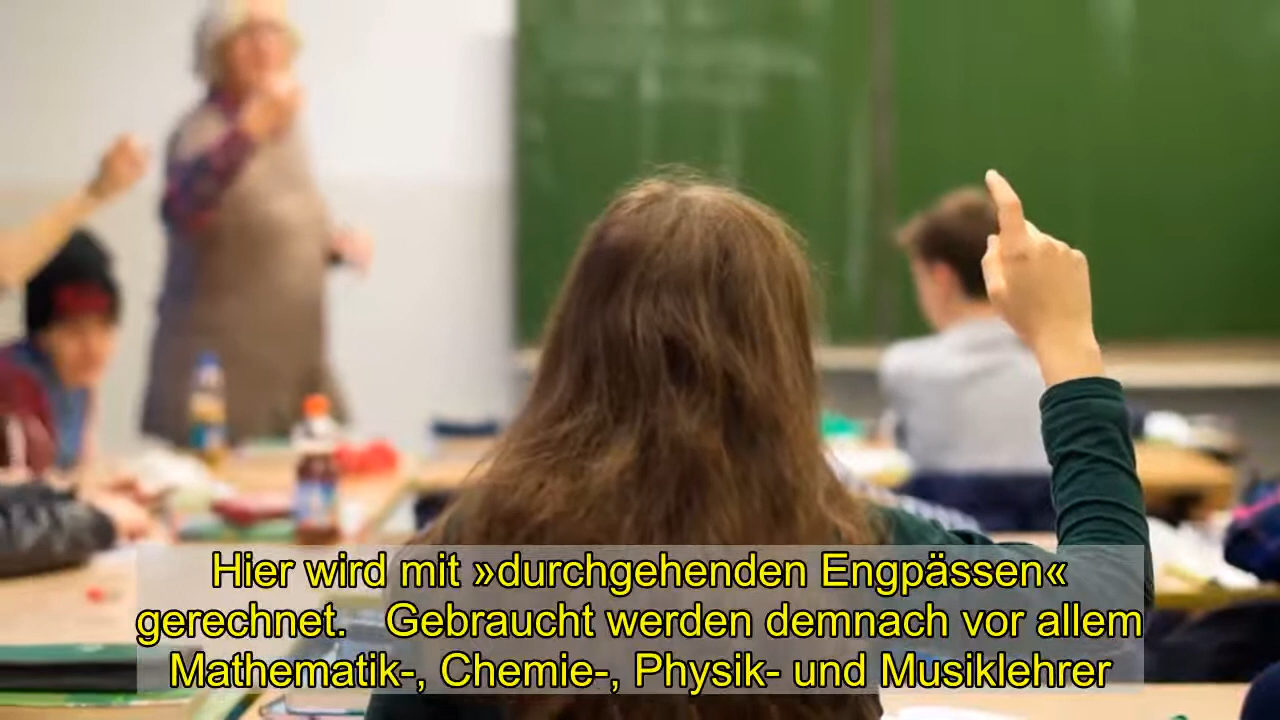 Hier wird mit »durchgehenden Engpässen«
gerechnet.   Gebraucht werden demnach vor allem
Mathematik-, Chemie-, Physik- und Musiklehrer